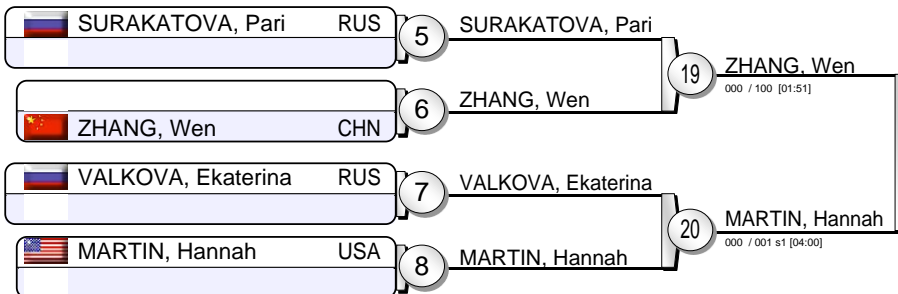 SURAKATOVA, Pari RUS
5
SURAKATOVA, Pari
19
ZHANG, Wen
000 / 100 [01:51]
6
ZHANG, Wen
ZHANG, Wen CHN
VALKOVA, Ekaterina RUS
7
VALKOVA, Ekaterina
20
MARTIN, Hannah
000 / 001 s1 [04:00]
MARTIN, Hannah USA
8
MARTIN, Hannah